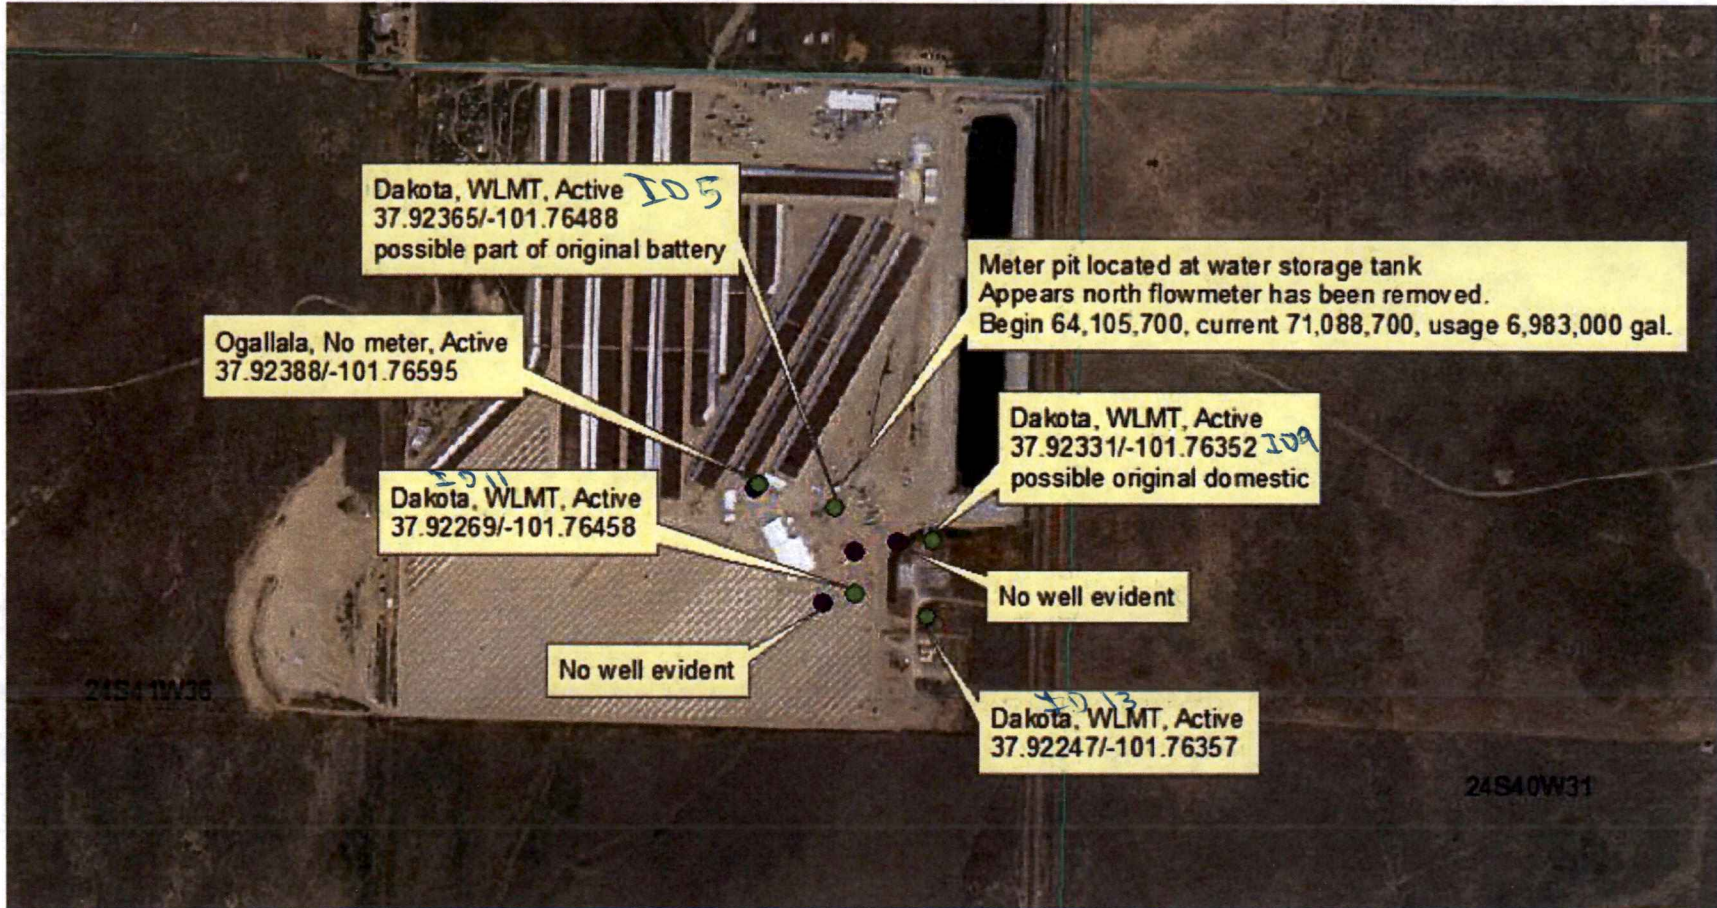 Dakota, WLMT, Active ID5
37.92365/-101.76488
possible part of original battery
Meter pit located at water storage tank
Appears north flowmeter has been removed.
Begin 64,105,700, current 71,088,700, usage 6,983,000 gal.
Ogallala, No meter, Active
37.92388/-101.76595
Dakota, WLMT, Active
37.92331/-101.76352 ID9
possible original domestic
ID 11
Dakota, WLMT, Active
37.92269/-101.76458
No well evident
No well evident
24S41W36
ID 13
Dakota, WLMT, Active
37.92247/-101.76357
24S40W31